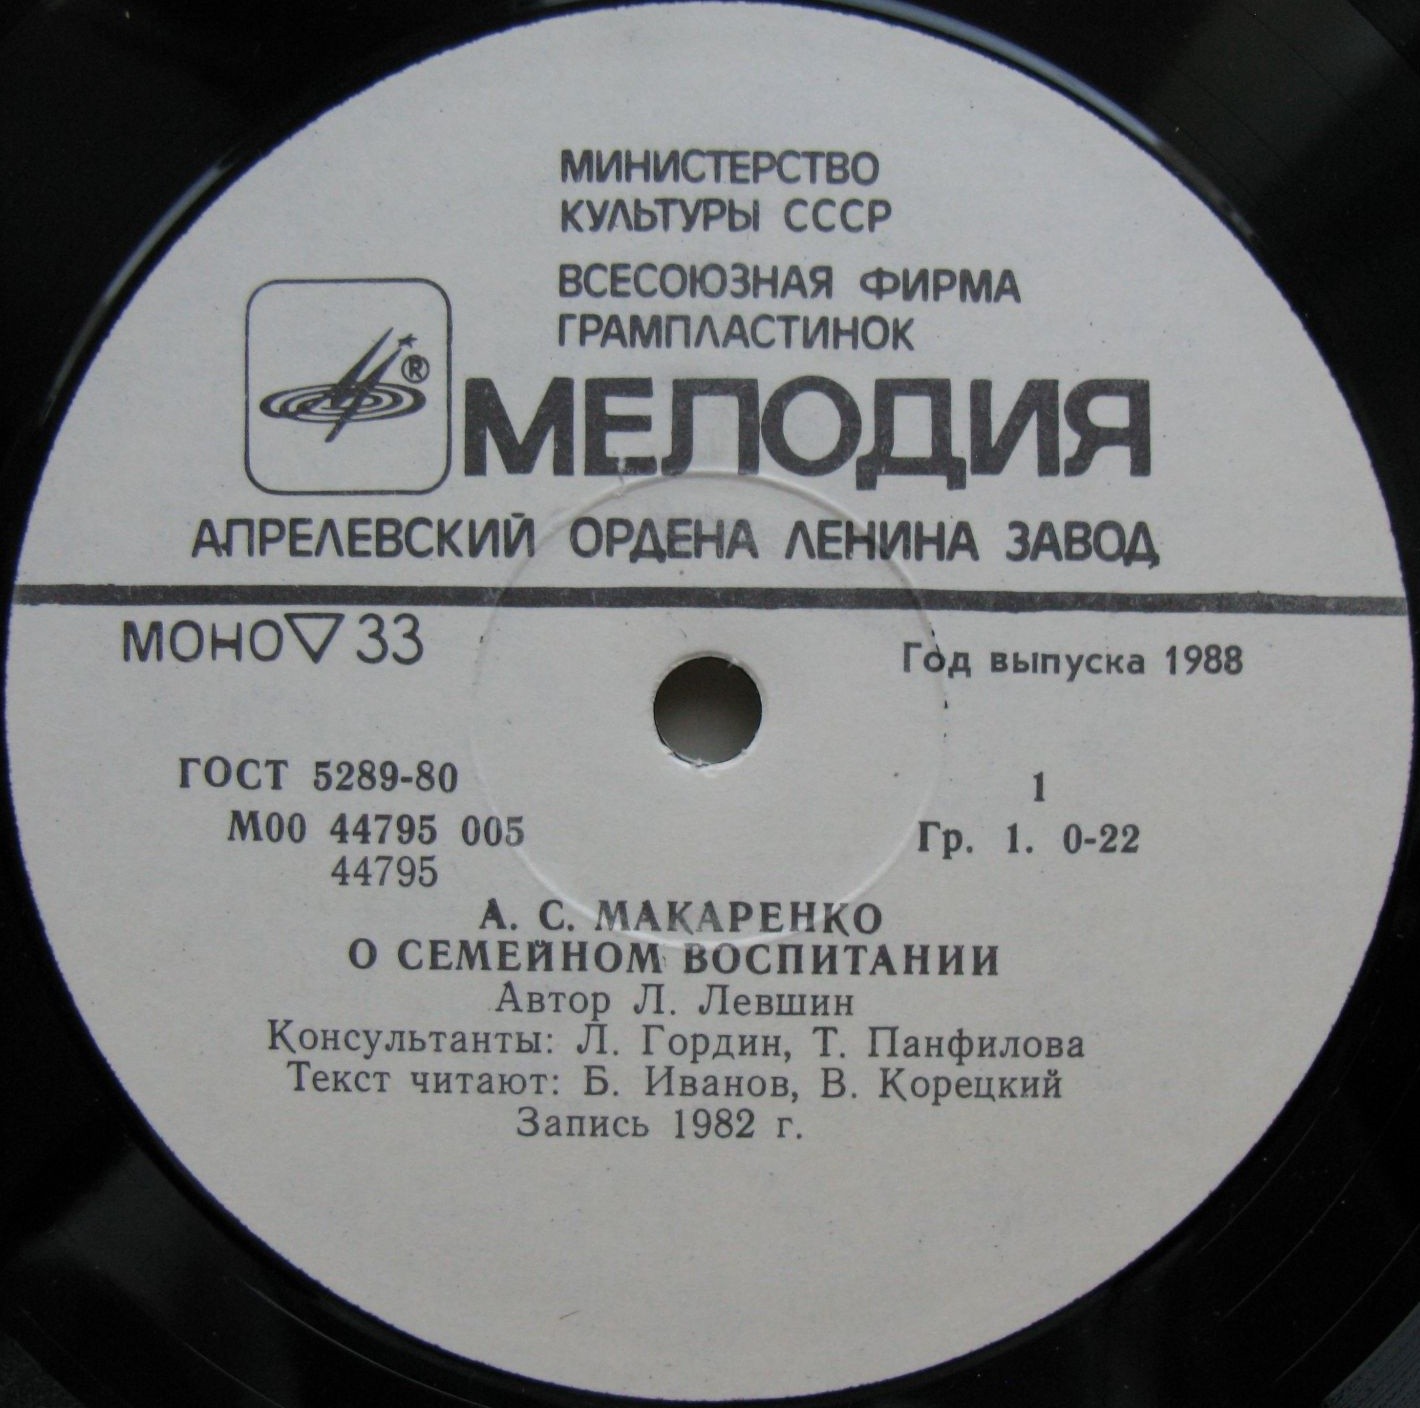 МИНИСТЕРСТВО
КУЛЬТУРЫ СССР
ВСЕСОЮЗНАЯ ФИРМА
ГРАМПЛАСТИНОК
®
МЕЛОДИЯ
АПРЕЛЕВСКИЙ ОРДЕНА ЛЕНИНА ЗАВОД
МОНО ▽ 33
Год выпуска 1988
ГОСТ 5289-80
М00 44795 005
44795
1
Гр. 1. 0-22
А. С. МАКАРЕНКО
О СЕМЕЙНОМ ВОСПИТАНИИ
Автор Л. Левшин
Консультанты: Л. Гордин, Т. Панфилова
Текст читают: Б. Иванов, В. Корецкий
Запись 1982 г.